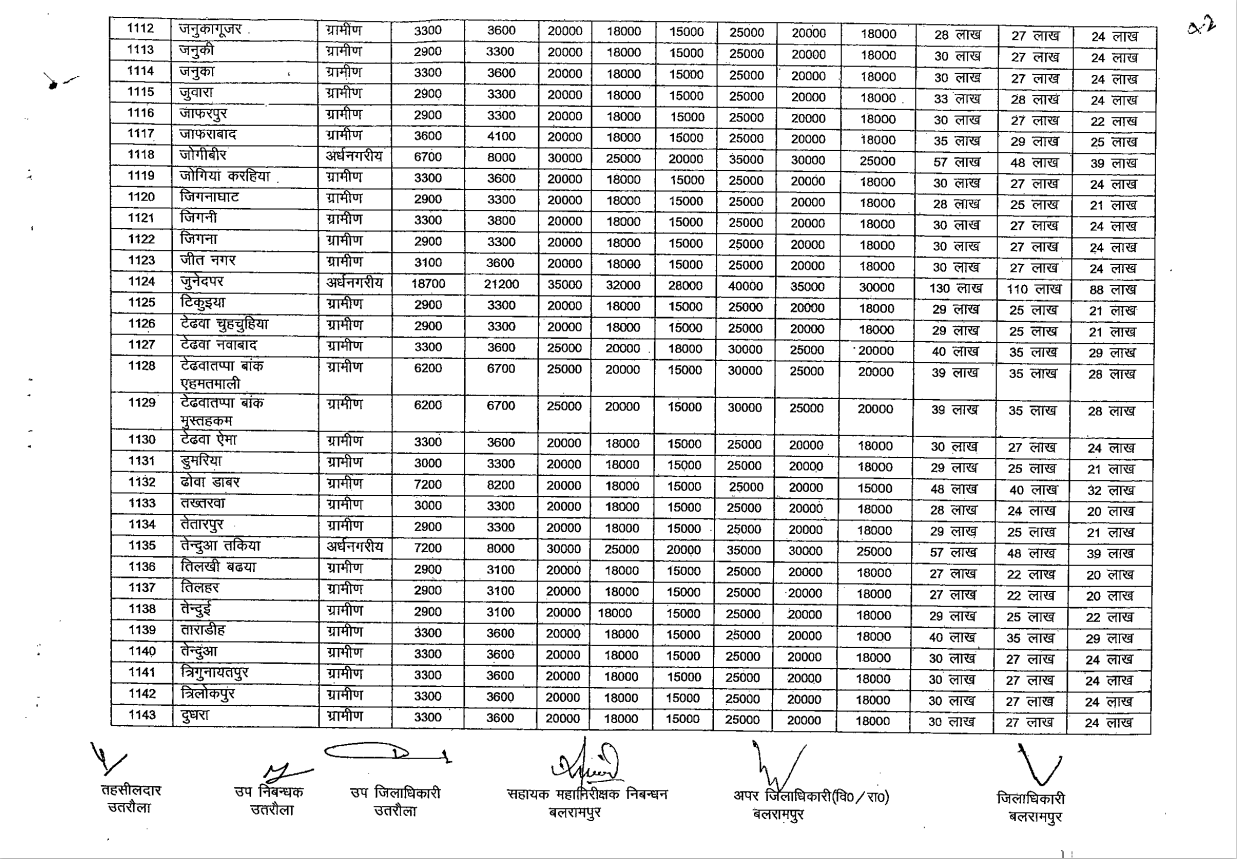 1112 जनुकागूजर ग्रामीण 3300 3600 20000 18000 15000 25000 20000 18000 28 लाख 27 लाख 24 लाख
1113 जनुकी ग्रामीण 2900 3300 20000 18000 15000 25000 20000 18000 30 लाख 27 लाख 24 लाख
1114 जनुका ग्रामीण 3300 3600 20000 18000 15000 25000 20000 18000 30 लाख 27 लाख 24 लाख
1115 जुवारा ग्रामीण 2900 3300 20000 18000 15000 25000 20000 18000 33 लाख 28 लाख 24 लाख
1116 जाफरपुर ग्रामीण 2900 3300 20000 18000 15000 25000 20000 18000 30 लाख 27 लाख 22 लाख
1117 जाफराबाद ग्रामीण 3600 4100 20000 18000 15000 25000 20000 18000 35 लाख 29 लाख 25 लाख
1118 जोगीबीर अर्धनगरीय 6700 8000 30000 25000 20000 35000 30000 25000 57 लाख 48 लाख 39 लाख
1119 जोगिया करहिया ग्रामीण 3300 3600 20000 18000 15000 25000 20000 18000 30 लाख 27 लाख 24 लाख
1120 जिगनाघाट ग्रामीण 2900 3300 20000 18000 15000 25000 20000 18000 28 लाख 25 लाख 21 लाख
1121 जिगनी ग्रामीण 3300 3800 20000 18000 15000 25000 20000 18000 30 लाख 27 लाख 24 लाख
1122 जिगना ग्रामीण 2900 3300 20000 18000 15000 25000 20000 18000 30 लाख 27 लाख 24 लाख
1123 जीत नगर ग्रामीण 3100 3600 20000 18000 15000 25000 20000 18000 30 लाख 27 लाख 24 लाख
1124 जुनेदपर अर्धनगरीय 18700 21200 35000 32000 28000 40000 35000 30000 130 लाख 110 लाख 88 लाख
1125 टिकुइया ग्रामीण 2900 3300 20000 18000 15000 25000 20000 18000 29 लाख 25 लाख 21 लाख
1126 टेढवा चुहचुहिया ग्रामीण 2900 3300 20000 18000 15000 25000 20000 18000 29 लाख 25 लाख 21 लाख
1127 टेढवा नवाबाद ग्रामीण 3300 3600 25000 20000 18000 30000 25000 20000 40 लाख 35 लाख 29 लाख
1128 टेढवातप्पा बांक ग्रामीण 6200 6700 25000 20000 15000 30000 25000 20000 39 लाख 35 लाख 28 लाख
एहमतमाली
1129 टेढवातप्पा बांक ग्रामीण 6200 6700 25000 20000 15000 30000 25000 20000 39 लाख 35 लाख 28 लाख
मुस्तहकम
1130 टेढवा ऐमा ग्रामीण 3300 3600 20000 18000 15000 25000 20000 18000 30 लाख 27 लाख 24 लाख
1131 डुमरिया ग्रामीण 3000 3300 20000 18000 15000 25000 20000 18000 29 लाख 25 लाख 21 लाख
1132 ढोवा डाबर ग्रामीण 7200 8200 20000 18000 15000 25000 20000 15000 48 लाख 40 लाख 32 लाख
1133 तख्तरवा ग्रामीण 3000 3300 20000 18000 15000 25000 20000 18000 28 लाख 24 लाख 20 लाख
1134 तेतारपुर ग्रामीण 2900 3300 20000 18000 15000 25000 20000 18000 29 लाख 25 लाख 21 लाख
1135 तेन्दुआ तकिया अर्धनगरीय 7200 8000 30000 25000 20000 35000 30000 25000 57 लाख 48 लाख 39 लाख
1136 तिलखी बढया ग्रामीण 2900 3100 20000 18000 15000 25000 20000 18000 27 लाख 22 लाख 20 लाख
1137 तिलहर ग्रामीण 2900 3100 20000 18000 15000 25000 20000 18000 27 लाख 22 लाख 20 लाख
1138 तेन्दुई ग्रामीण 2900 3100 20000 18000 15000 25000 20000 18000 29 लाख 25 लाख 22 लाख
1139 ताराडीह ग्रामीण 3300 3600 20000 18000 15000 25000 20000 18000 40 लाख 35 लाख 29 लाख
1140 तेन्दुआ ग्रामीण 3300 3600 20000 18000 15000 25000 20000 18000 30 लाख 27 लाख 24 लाख
1141 त्रिगुनायतपुर ग्रामीण 3300 3600 20000 18000 15000 25000 20000 18000 30 लाख 27 लाख 24 लाख
1142 त्रिलोकपुर ग्रामीण 3300 3600 20000 18000 15000 25000 20000 18000 30 लाख 27 लाख 24 लाख
1143 दुधरा ग्रामीण 3300 3600 20000 18000 15000 25000 20000 18000 30 लाख 27 लाख 24 लाख
तहसीलदार उप निबन्धक उप जिलाधिकारी सहायक महानिरीक्षक निबन्धन अपर जिलाधिकारी(वि0/रा0) जिलाधिकारी
उतरौला उतरौला उतरौला बलरामपुर बलरामपुर बलरामपुर